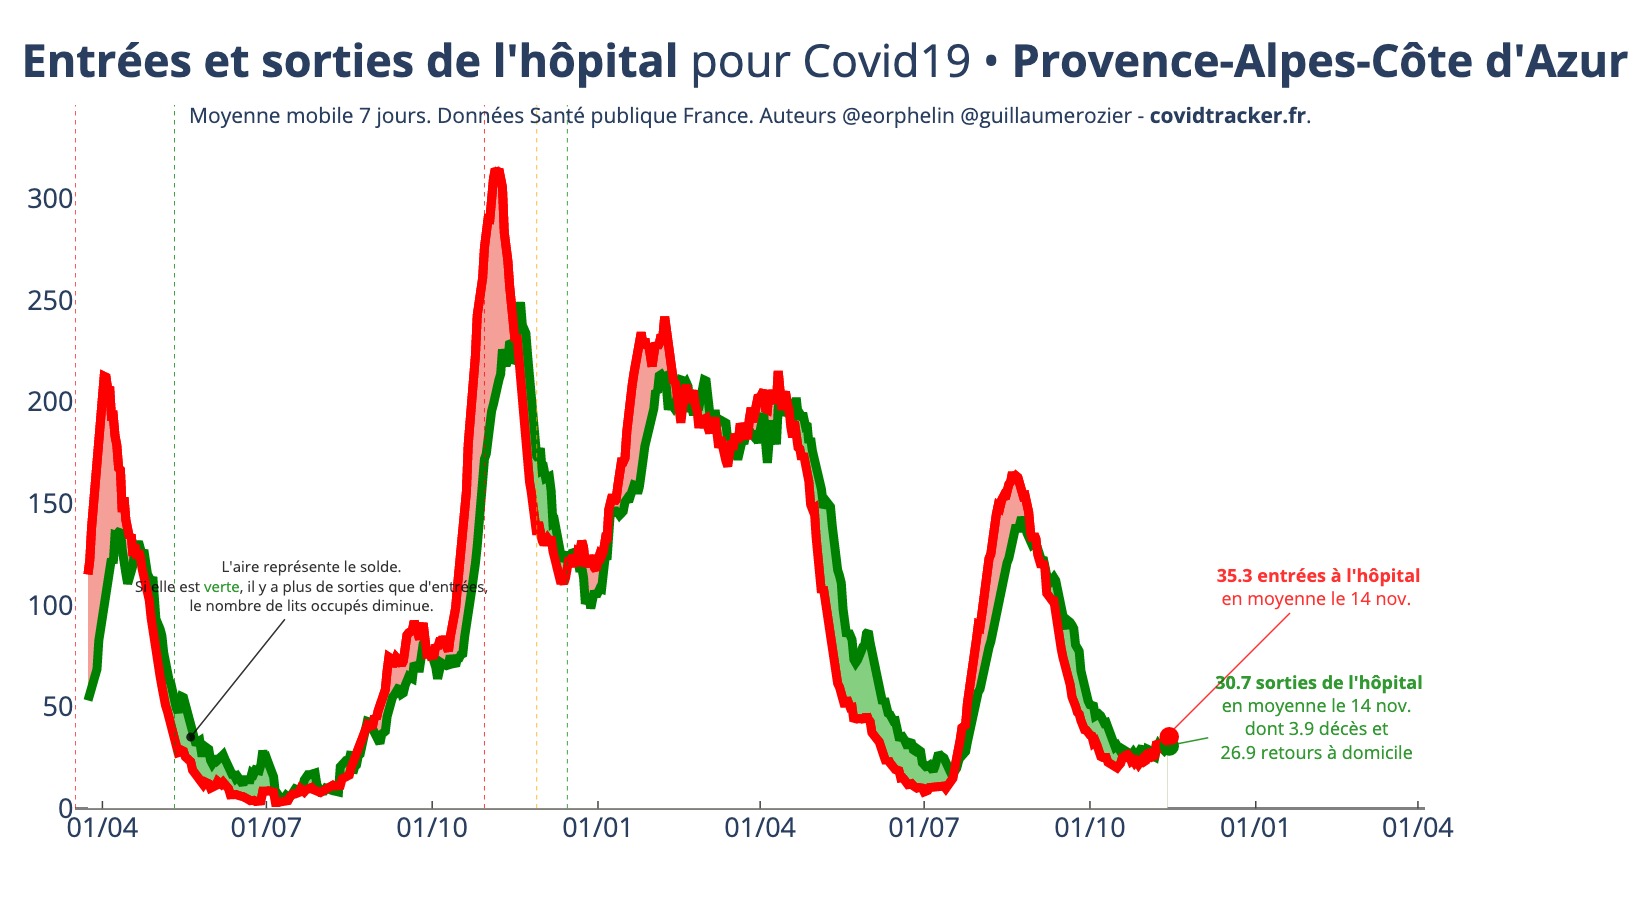 Entrées et sorties de l'hôpital pour Covid19 • Provence-Alpes-Côte d'Azur
Moyenne mobile 7 jours. Données Santé publique France. Auteurs @eorphelin @guillaumerozier - covidtracker.fr.
300
250
200
150
100
50
0
L'aire représente le solde.
Si elle est verte, il y a plus de sorties que d'entrées,
le nombre de lits occupés diminue.
35.3 entrées à l'hôpital
en moyenne le 14 nov.
30.7 sorties de l'hôpital
en moyenne le 14 nov.
dont 3.9 décès et
26.9 retours à domicile
01/04 01/07 01/10 01/01 01/04 01/07 01/10 01/01 01/04